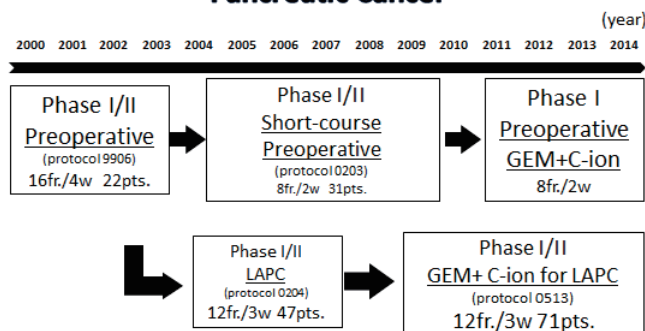 Pancreatic Cancer
(year)
2000 2001 2002 2003 2004 2005 2006 2007 2008 2009 2010 2011 2012 2013 2014
Phase I/II
Preoperative
(protocol 9906)
16fr./4w 22pts.
Phase I/II
Short-course
Preoperative
(protocol 0203)
8fr./2w 31pts.
Phase I
Preoperative
GEM+C-ion
8fr./2w
Phase I/II
LAPC
(protocol 0204)
12fr./3w 47pts.
Phase I/II
GEM+ C-ion for LAPC
(protocol 0513)
12fr./3w 71pts.